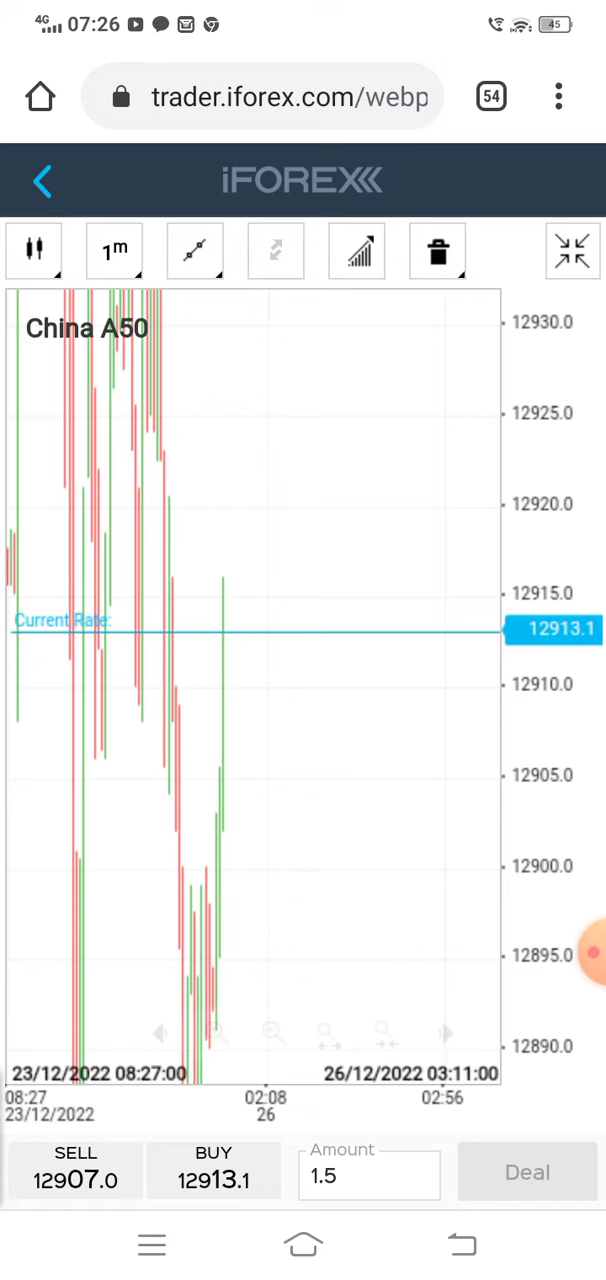 4G 07:26 45
trader.iforex.com/webp 54
iFOREX
1m
China A50
12930.0
12925.0
12920.0
12915.0
Current Rate:
12913.1
12910.0
12905.0
12900.0
12895.0
12890.0
23/12/2022 08:27:00 26/12/2022 03:11:00
08:27 02:08 02:56
23/12/2022 26
SELL BUY Amount
12907.0 12913.1 1.5 Deal